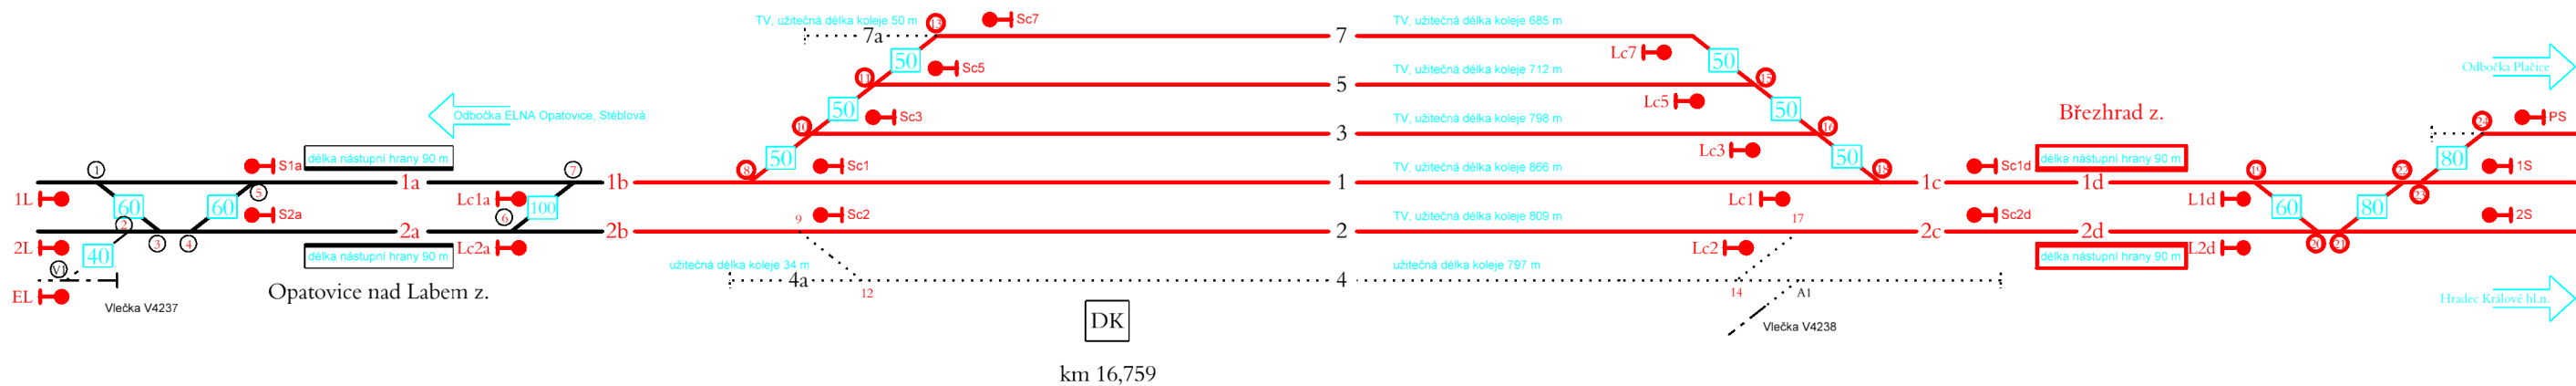 TV, užitečná délka koleje 50 m
13
Sc7
TV, užitečná délka koleje 685 m
7a
7
50
Lc7
50
Sc5
TV, užitečná délka koleje 712 m
Odbočka Plačice
11
5
15
50
Lc5
50
Odbočka ELNA Opatovice, Stéblová
Sc3
TV, užitečná délka koleje 798 m
Březhrad z.
PS
10
3
16
24
50
Lc3
50
délka nástupní hrany 90 m
délka nástupní hrany 90 m
80
1
S1a
7
8
Sc1
TV, užitečná délka koleje 866 m
18
Sc1d
19
22
1S
1a
1b
1
1c
1d
23
1L
60
60
5
Lc1a
100
Lc1
L1d
60
80
2
S2a
6
9
Sc2
TV, užitečná délka koleje 809 m
17
Sc2d
2S
2a
2b
2
2c
2d
2L
3
4
Lc2a
Lc2
L2d
20
21
40
délka nástupní hrany 90 m
délka nástupní hrany 90 m
V1
užitečná délka koleje 34 m
užitečná délka koleje 797 m
4a
4
EL
Opatovice nad Labem z.
12
14
A1
Hradec Králové hl.n.
Vlečka V4237
DK
Vlečka V4238
km 16,759